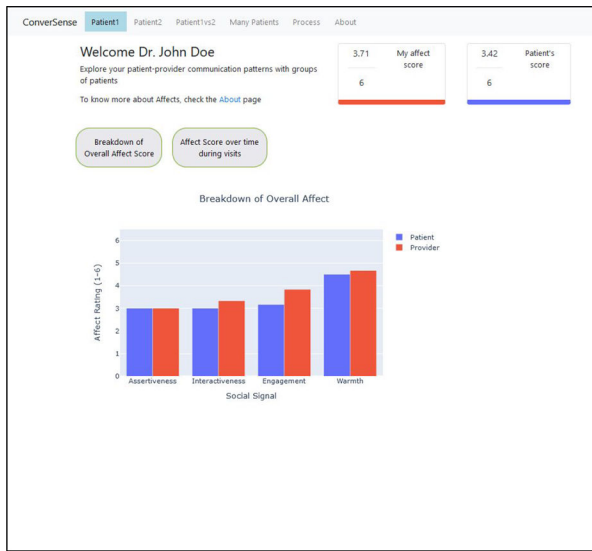 ConverSense Patient1 Patient2 Patient1vs2 Many Patients Process About
Welcome Dr. John Doe
Explore your patient-provider communication patterns with groups
of patients
To know more about Affects, check the About page
3.71
6
My affect
score
3.42
6
Patient's
score
Breakdown of
Overall Affect Score
Affect Score over time
during visits
Breakdown of Overall Affect
Affect Rating (1-6)
6
5
4
3
2
1
0
Assertiveness Interactiveness Engagement Warmth
Social Signal
Patient
Provider